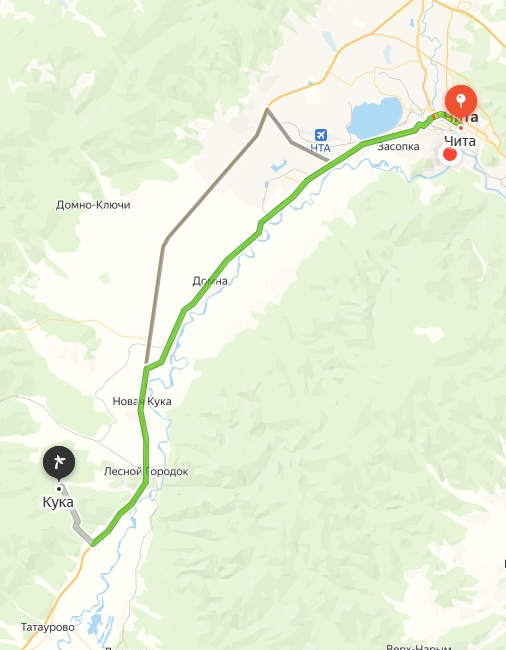 Чита
Чита
ЧТА
Засопка
Домно-Ключи
Домна
Новая Кука
Лесной Городок
Кука
Татаурово
Верх-Нарым